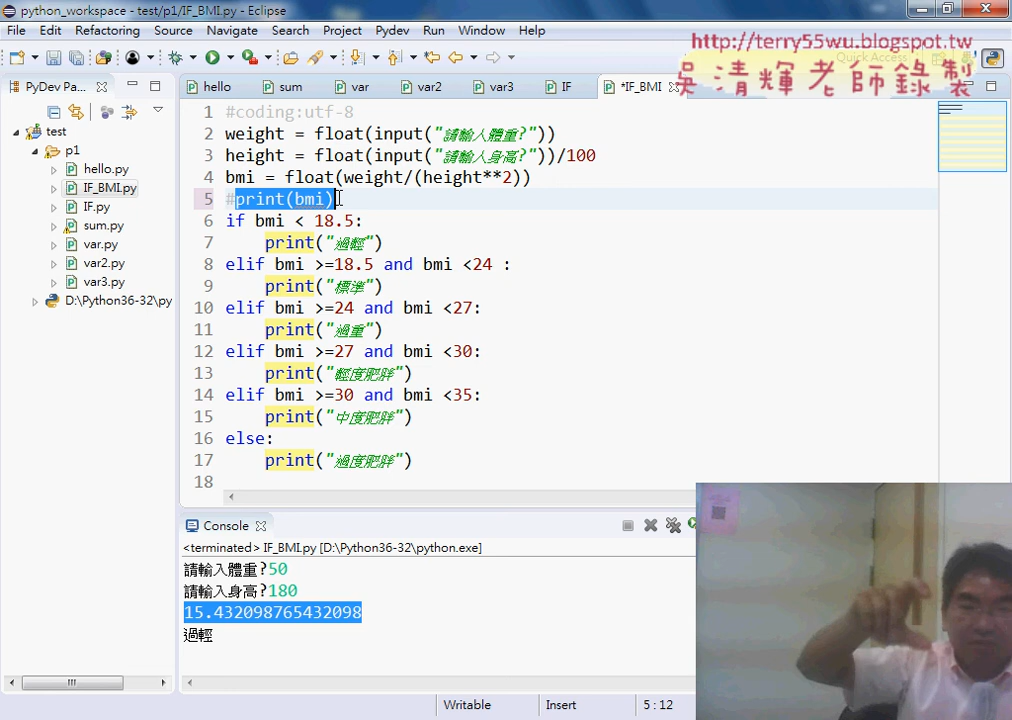 python_workspace - test/p1/IF_BMI.py - Eclipse
File Edit Refactoring Source Navigate Search Project Pydev Run Window Help
http://terry55wu.blogspot.tw
Quick Access
吳清輝老師錄製
PyDev Pa...
hello sum var var2 var3 IF *IF_BMI
test
p1
hello.py
IF_BMI.py
IF.py
sum.py
var.py
var2.py
var3.py
D:\Python36-32\py
1 #coding:utf-8
2 weight = float(input("請輸入體重?"))
3 height = float(input("請輸入身高?"))/100
4 bmi = float(weight/(height**2))
5 #print(bmi)
6 if bmi < 18.5:
7 print("過輕")
8 elif bmi >=18.5 and bmi <24 :
9 print("標準")
10 elif bmi >=24 and bmi <27:
11 print("過重")
12 elif bmi >=27 and bmi <30:
13 print("輕度肥胖")
14 elif bmi >=30 and bmi <35:
15 print("中度肥胖")
16 else:
17 print("過度肥胖")
18
Console
<terminated> IF_BMI.py [D:\Python36-32\python.exe]
請輸入體重?50
請輸入身高?180
15.432098765432098
過輕
Writable Insert 5 : 12